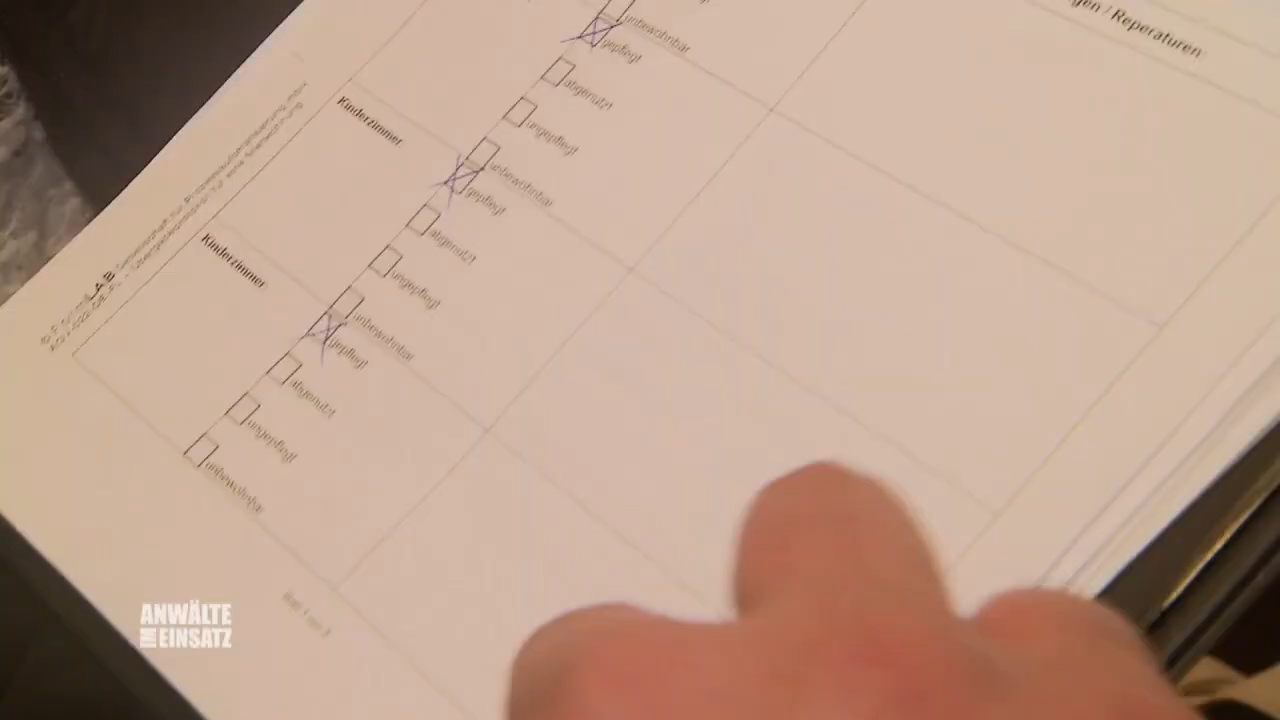 gen / Reperaturen:
unbewohnbar
gepflegt
abgenutzt
ungepflegt
unbewohnbar
Kinderzimmer
gepflegt
abgenutzt
ungepflegt
unbewohnbar
Kinderzimmer
gepflegt
abgenutzt
ungepflegt
unbewohnbar
ANWÄLTE
IM EINSATZ